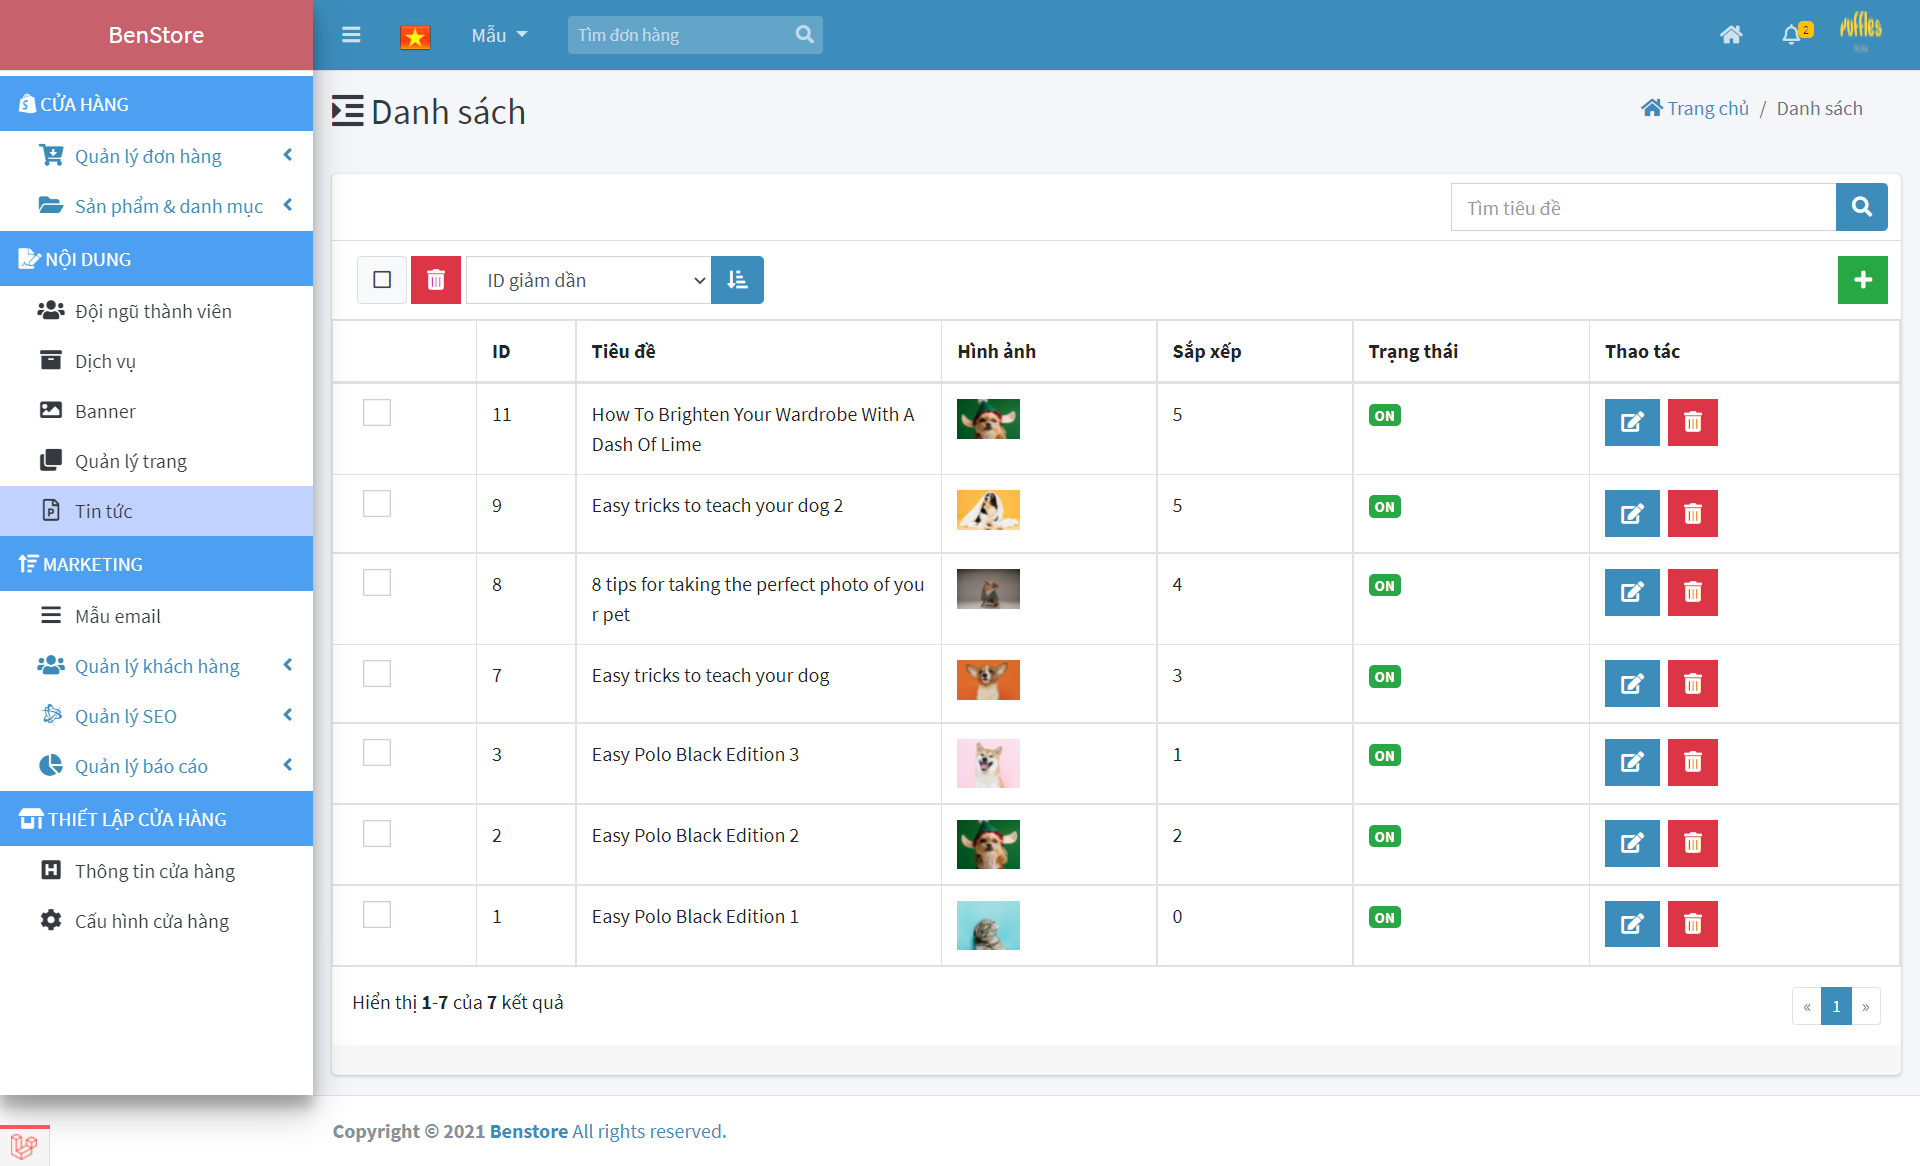 BenStore
Mẫu
Tìm đơn hàng
2
ruffles
CỬA HÀNG
Quản lý đơn hàng
Sản phẩm & danh mục
NỘI DUNG
Đội ngũ thành viên
Dịch vụ
Banner
Quản lý trang
Tin tức
MARKETING
Mẫu email
Quản lý khách hàng
Quản lý SEO
Quản lý báo cáo
THIẾT LẬP CỬA HÀNG
Thông tin cửa hàng
Cấu hình cửa hàng
Danh sách
Trang chủ / Danh sách
Tìm tiêu đề
ID giảm dần
ID Tiêu đề Hình ảnh Sắp xếp Trạng thái Thao tác
11 How To Brighten Your Wardrobe With A 5 ON
Dash Of Lime
9 Easy tricks to teach your dog 2 5 ON
8 8 tips for taking the perfect photo of you 4 ON
r pet
7 Easy tricks to teach your dog 3 ON
3 Easy Polo Black Edition 3 1 ON
2 Easy Polo Black Edition 2 2 ON
1 Easy Polo Black Edition 1 0 ON
Hiển thị 1-7 của 7 kết quả
« 1 »
Copyright © 2021 Benstore All rights reserved.